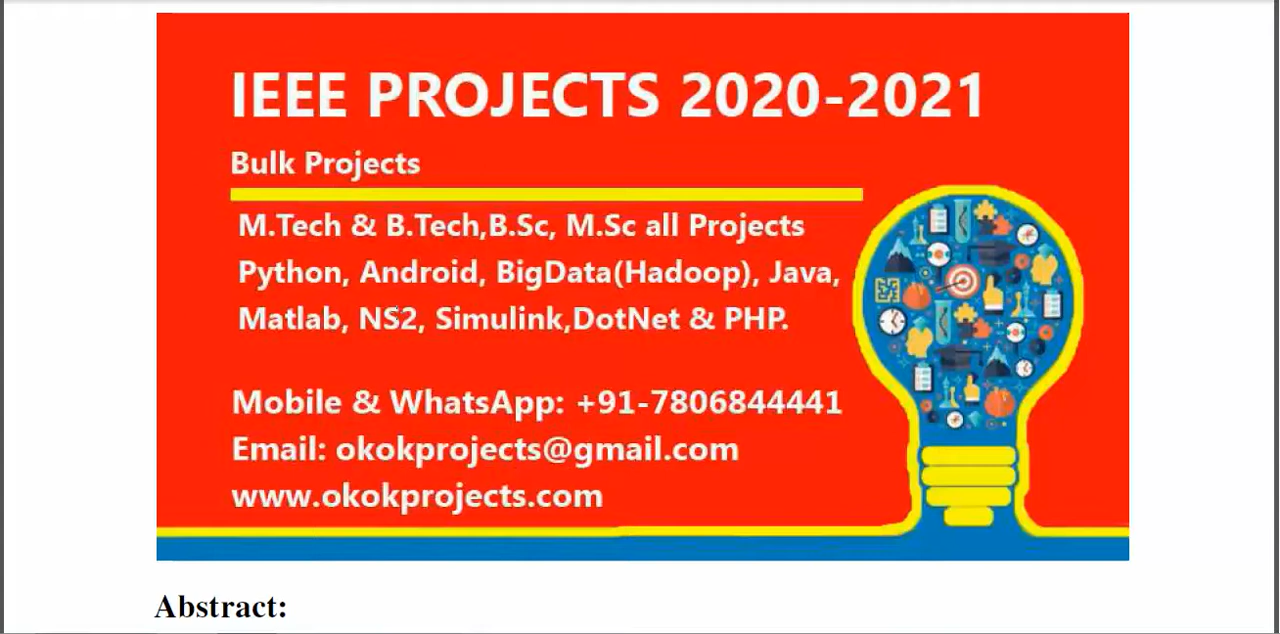 IEEE PROJECTS 2020-2021
Bulk Projects
M.Tech & B.Tech,B.Sc, M.Sc all Projects
Python, Android, BigData(Hadoop), Java,
Matlab, NS2, Simulink,DotNet & PHP.
Mobile & WhatsApp: +91-7806844441
Email: okokprojects@gmail.com
www.okokprojects.com
Abstract: